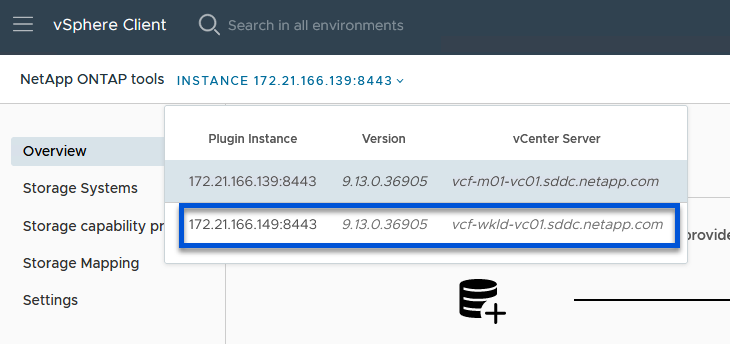 vSphere Client
Search in all environments
NetApp ONTAP tools INSTANCE 172.21.166.139:8443
Plugin Instance Version vCenter Server
Overview
172.21.166.139:8443 9.13.0.36905 vcf-m01-vc01.sddc.netapp.com
Storage Systems
172.21.166.149:8443 9.13.0.36905 vcf-wkld-vc01.sddc.netapp.com
Storage capability pr
provide
Storage Mapping
Settings